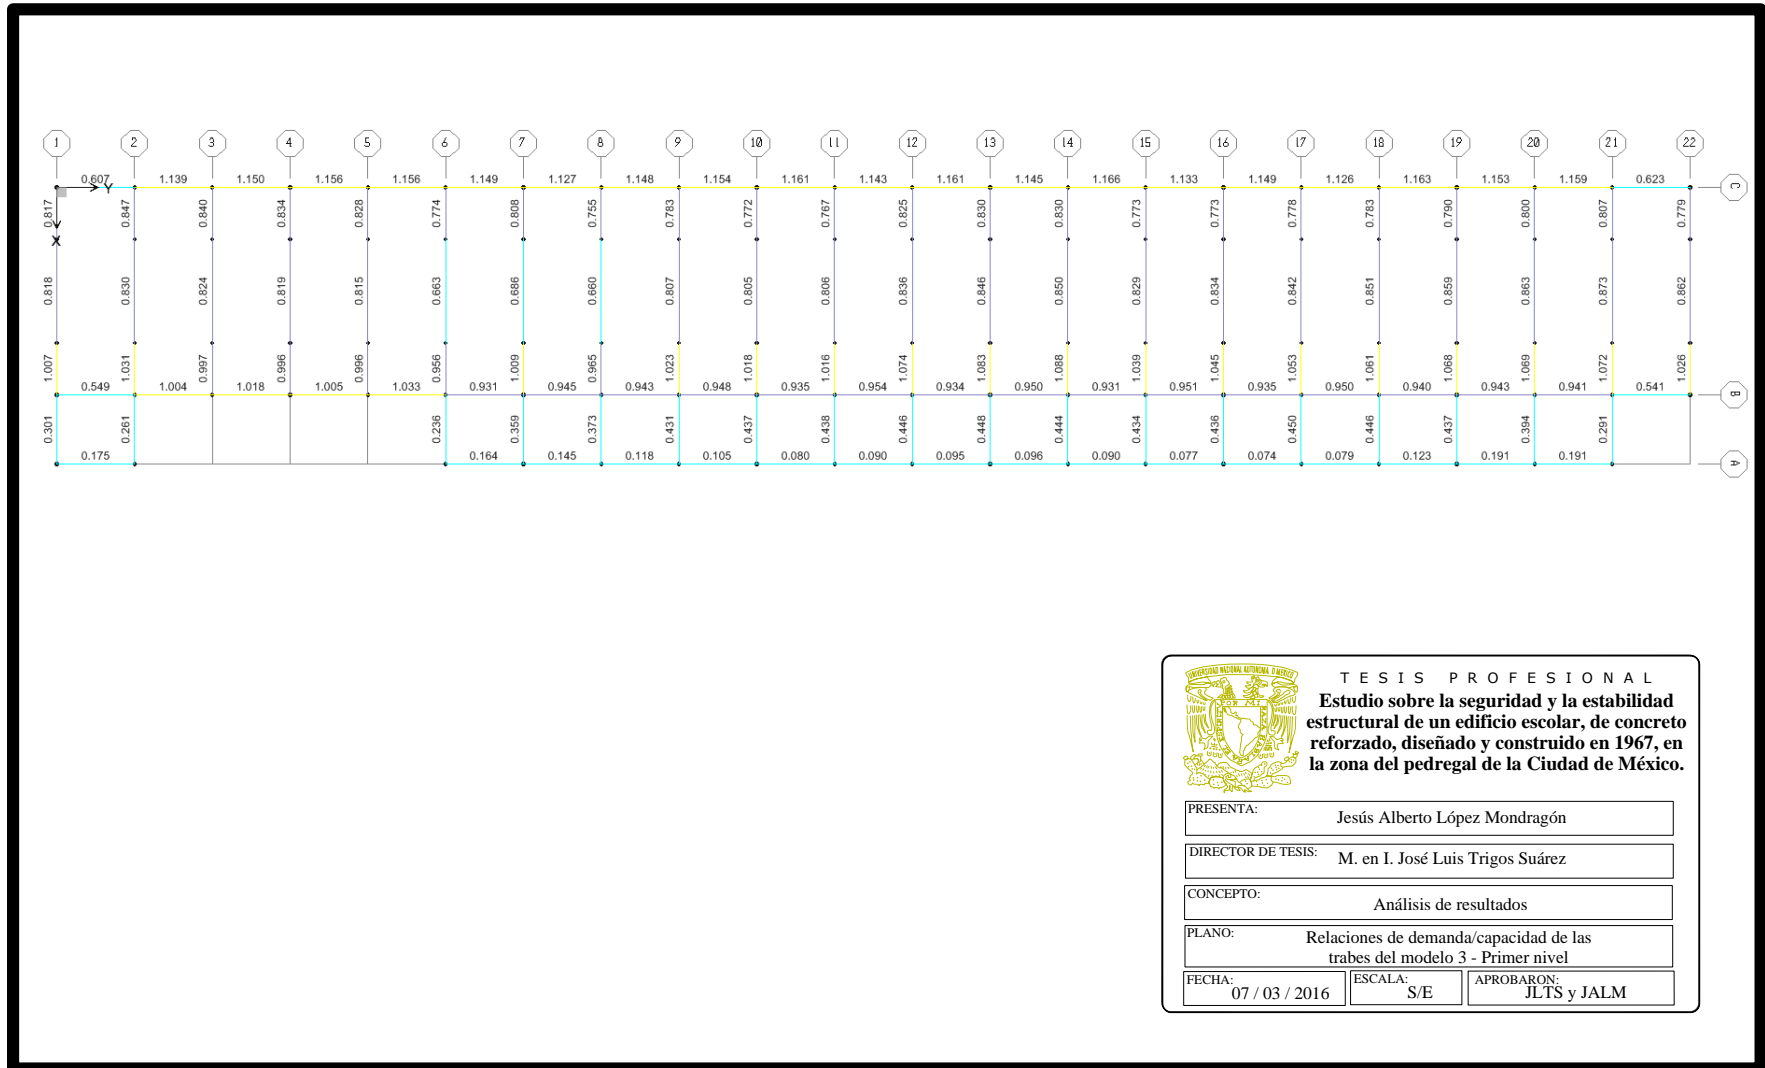 1 2 3 4 5 6 7 8 9 10 11 12 13 14 15 16 17 18 19 20 21 22
0.607 1.139 1.150 1.156 1.156 1.149 1.127 1.148 1.154 1.161 1.143 1.161 1.145 1.166 1.133 1.149 1.126 1.163 1.153 1.159 0.623
Y
C
0.817 0.847 0.840 0.834 0.828 0.774 0.808 0.755 0.783 0.772 0.767 0.825 0.830 0.830 0.773 0.773 0.778 0.783 0.790 0.800 0.807 0.779
X
0.818 0.830 0.824 0.819 0.815 0.663 0.686 0.660 0.807 0.805 0.806 0.836 0.846 0.850 0.829 0.834 0.842 0.851 0.859 0.863 0.873 0.862
1.007 1.031 0.997 0.996 0.996 0.956 1.009 0.965 1.023 1.018 1.016 1.074 1.083 1.088 1.039 1.045 1.053 1.061 1.068 1.069 1.072 1.026
0.549 1.004 1.018 1.005 1.033 0.931 0.945 0.943 0.948 0.935 0.954 0.934 0.950 0.931 0.951 0.935 0.950 0.940 0.943 0.941 0.541
B
0.301 0.261 0.236 0.359 0.373 0.431 0.437 0.438 0.446 0.448 0.444 0.434 0.436 0.450 0.446 0.437 0.394 0.291
0.175 0.164 0.145 0.118 0.105 0.080 0.090 0.095 0.096 0.090 0.077 0.074 0.079 0.123 0.191 0.191
A
TESIS PROFESIONAL
Estudio sobre la seguridad y la estabilidad
estructural de un edificio escolar, de concreto
reforzado, diseñado y construido en 1967, en
la zona del pedregal de la Ciudad de México.
PRESENTA:
Jesús Alberto López Mondragón
DIRECTOR DE TESIS:
M. en I. José Luis Trigos Suárez
CONCEPTO:
Análisis de resultados
PLANO:
Relaciones de demanda/capacidad de las
trabes del modelo 3 - Primer nivel
FECHA:
07 / 03 / 2016
ESCALA:
S/E
APROBARON:
JLTS y JALM